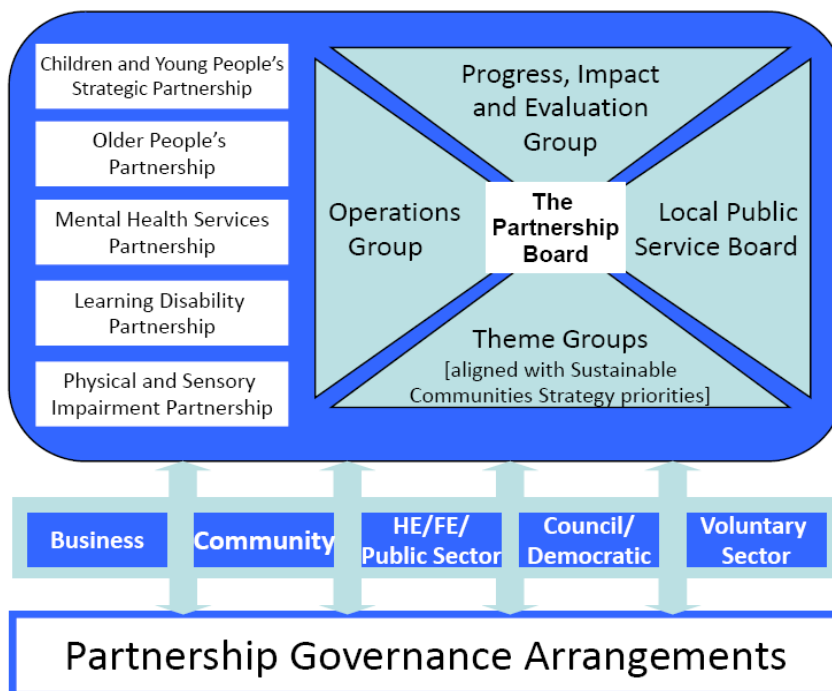 Children and Young People's
Strategic Partnership
Older People's
Partnership
Mental Health Services
Partnership
Learning Disability
Partnership
Physical and Sensory
Impairment Partnership
Progress, Impact
and Evaluation
Group
Operations
Group
The
Partnership
Board
Local Public
Service Board
Theme Groups
[aligned with Sustainable
Communities Strategy priorities]
Business
Community
HE/FE/
Public Sector
Council/
Democratic
Voluntary
Sector
Partnership Governance Arrangements